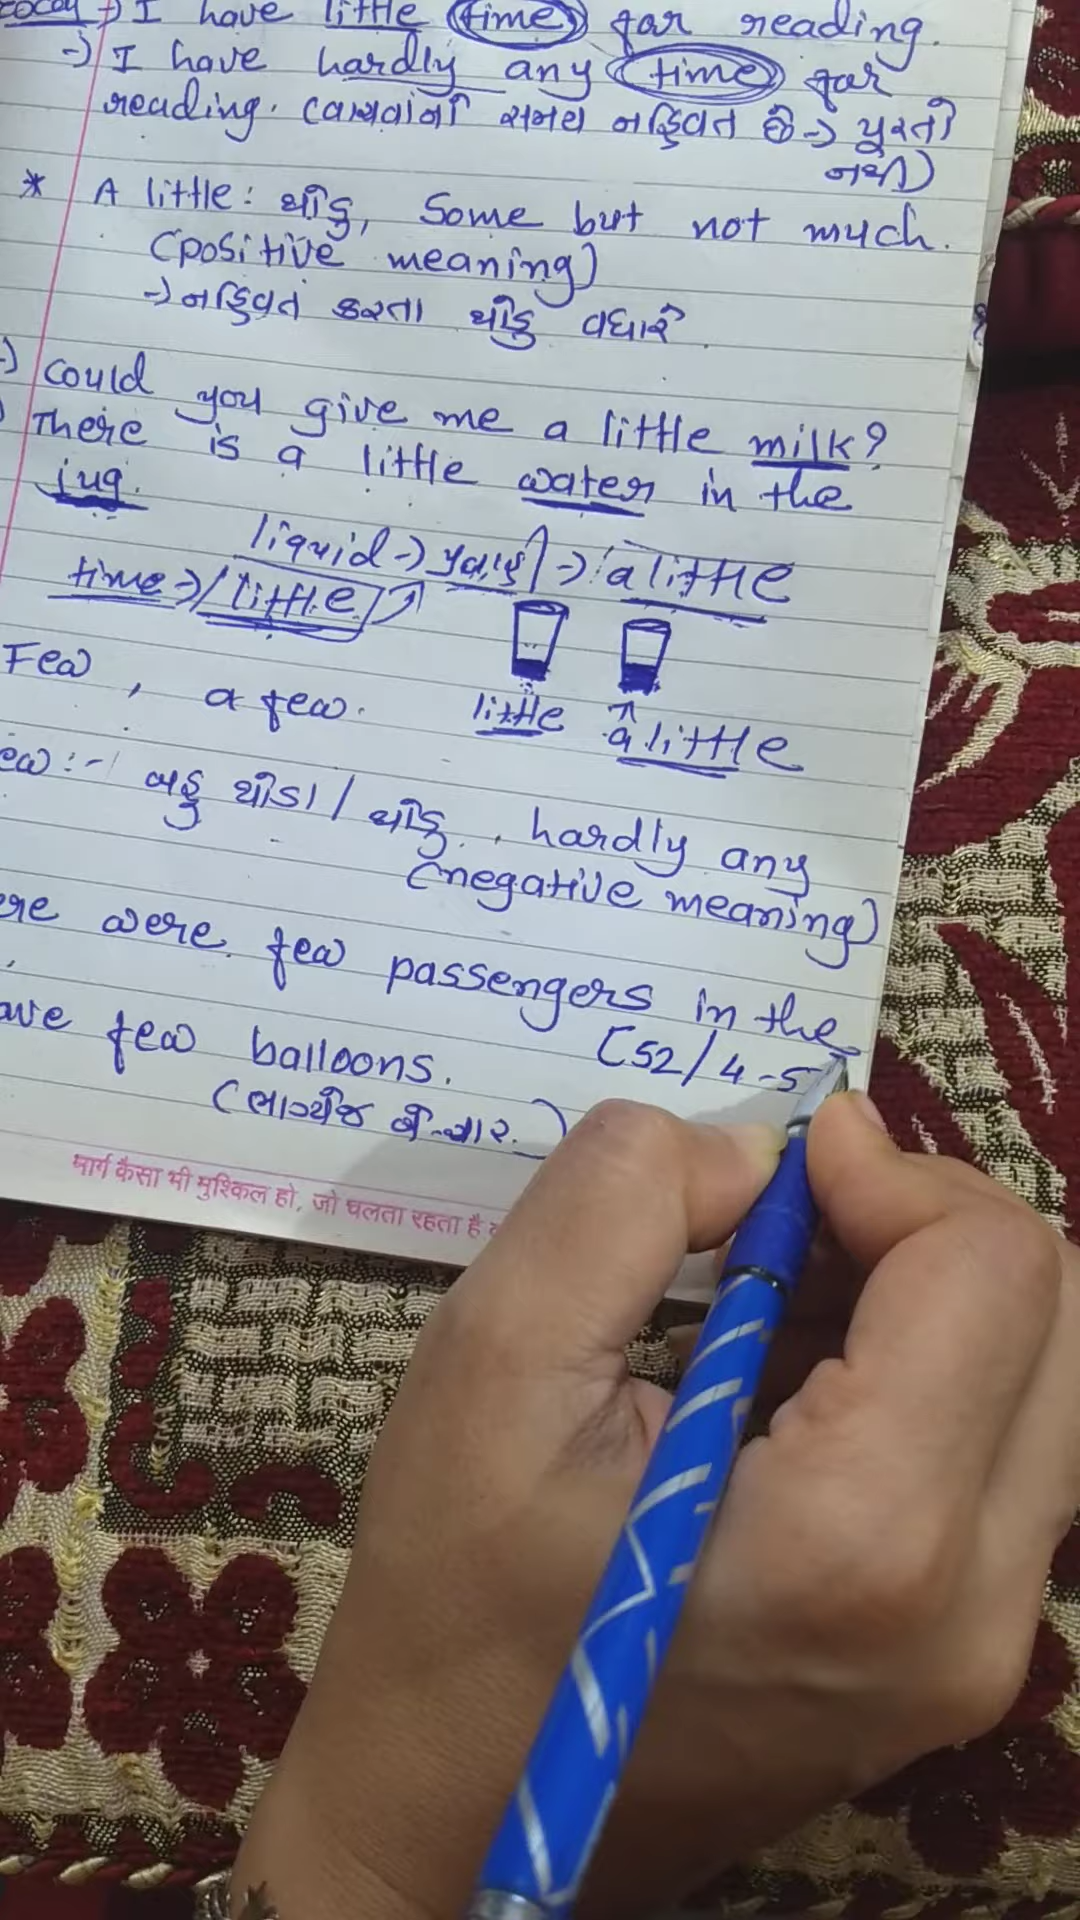 I have little time for reading.
-) I have hardly any time for
reading. (વાંચવાનો સમય નહિવત છે -> પૂરતો
નથી)
* A little: થોડુ, Some but not much.
(positive meaning)
-) નહિવત કરતા થોડુ વધારે.
-) could you give me a little milk?
There is a little water in the
jug.
liquid -) પ્રવાહી -) a little
time -) little
Few, a few.
little a little
ew :- બહુ થોડા / થોડુ, hardly any
(negative meaning)
ere were few passengers in the
(52/4-5
ave few balloons.
(ભાગ્યેજ બે-ચાર.)
मार्ग कैसा भी मुश्किल हो, जो चलता रहता है